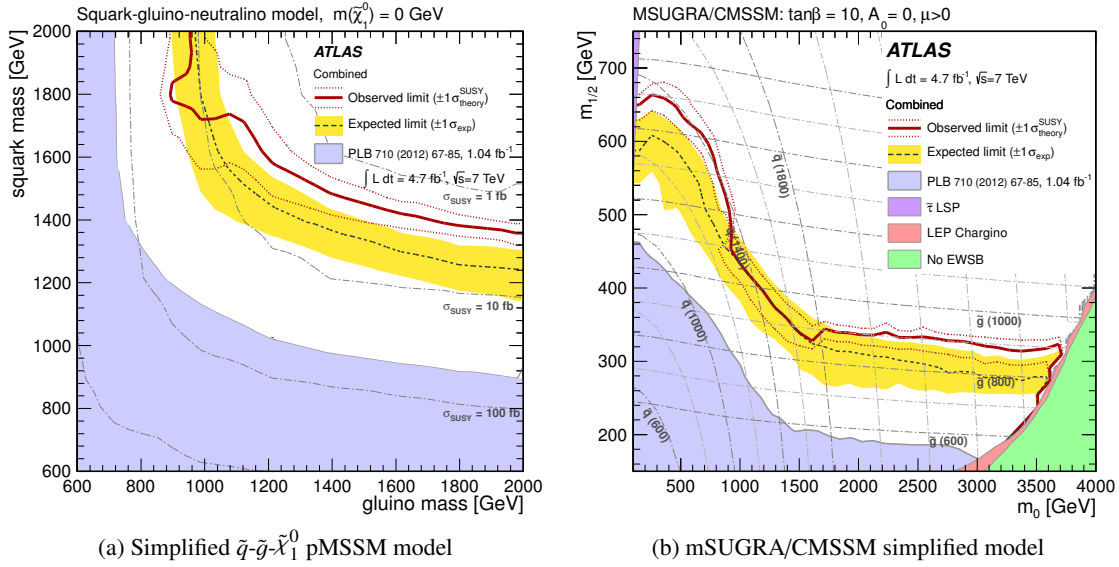 Squark-gluino-neutralino model, m(χ̃₁⁰) = 0 GeV
squark mass [GeV]
2000
1800
1600
1400
1200
1000
800
600
ATLAS
Combined
Observed limit (±1σ^SUSY_theory)
Expected limit (±1σ_exp)
PLB 710 (2012) 67-85, 1.04 fb⁻¹
∫ L dt = 4.7 fb⁻¹, √s=7 TeV
σ_SUSY = 1 fb
σ_SUSY = 10 fb
σ_SUSY = 100 fb
600 800 1000 1200 1400 1600 1800 2000
gluino mass [GeV]
(a) Simplified q̃-g̃-χ̃₁⁰ pMSSM model
MSUGRA/CMSSM: tanβ = 10, A₀= 0, μ>0
m₁/₂ [GeV]
700
600
500
400
300
200
ATLAS
∫ L dt = 4.7 fb⁻¹, √s=7 TeV
Combined
Observed limit (±1σ^SUSY_theory)
Expected limit (±1σ_exp)
PLB 710 (2012) 67-85, 1.04 fb⁻¹
τ̃ LSP
LEP Chargino
No EWSB
q̃ (1800)
q̃ (1400)
q̃ (1000)
q̃ (600)
g̃ (1000)
g̃ (800)
g̃ (600)
500 1000 1500 2000 2500 3000 3500 4000
m₀ [GeV]
(b) mSUGRA/CMSSM simplified model